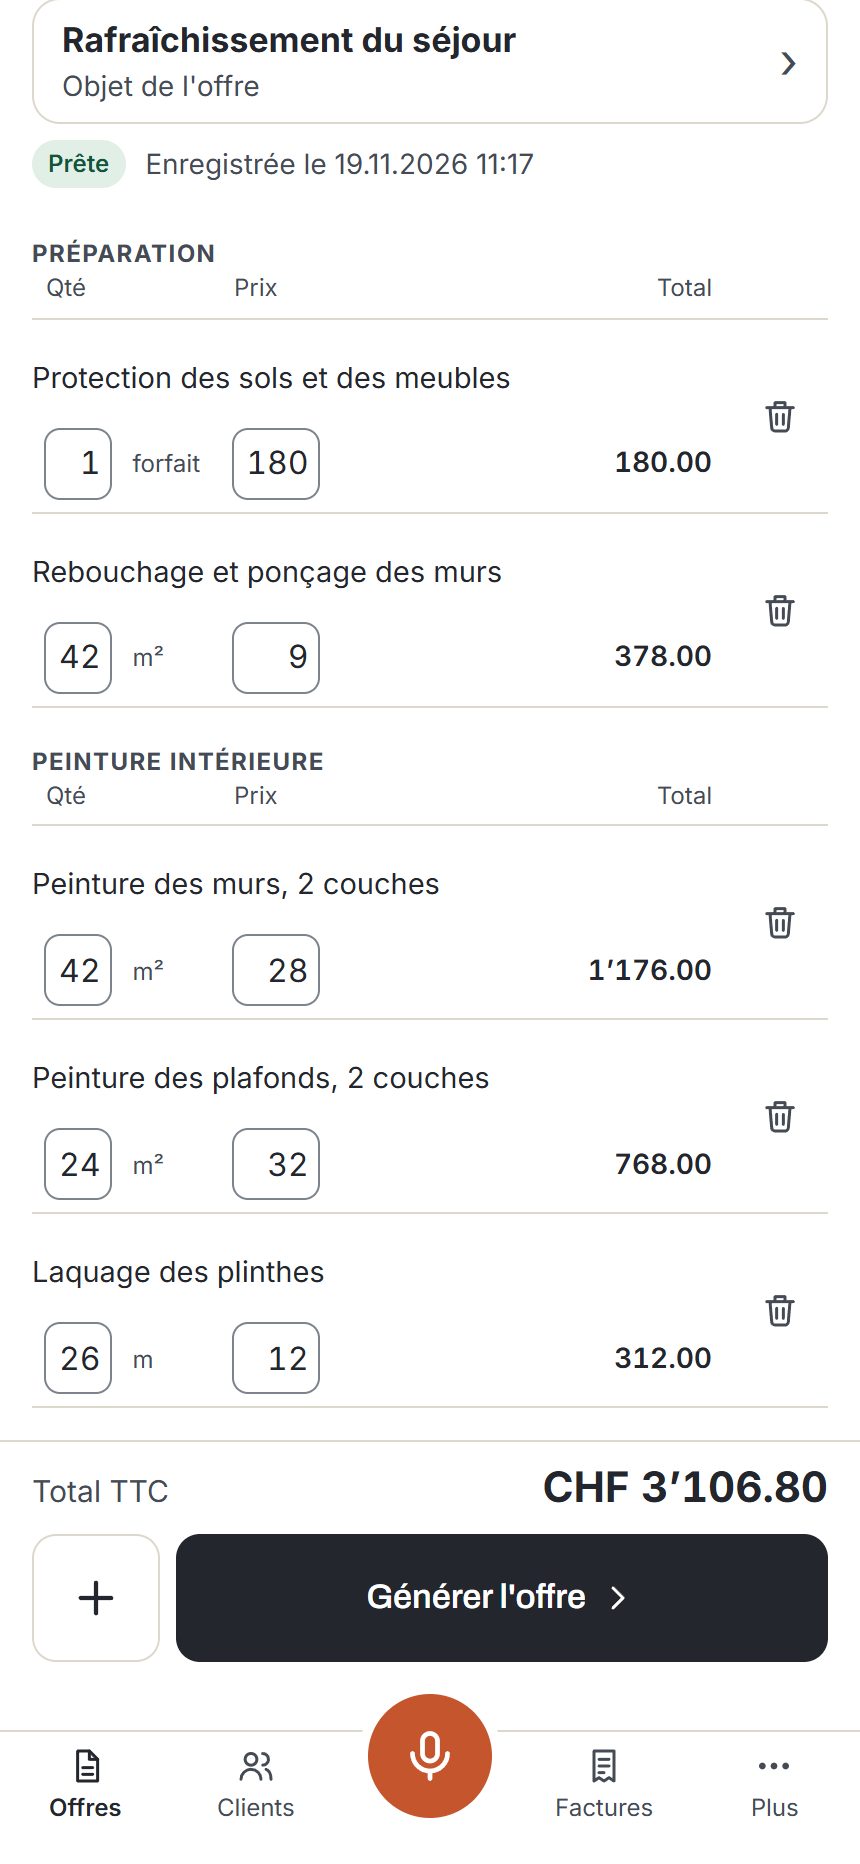 Rafraîchissement du séjour
Objet de l'offre
Prête Enregistrée le 19.11.2026 11:17
PRÉPARATION
Qté Prix Total
Protection des sols et des meubles
1 forfait 180 180.00
Rebouchage et ponçage des murs
42 m² 9 378.00
PEINTURE INTÉRIEURE
Qté Prix Total
Peinture des murs, 2 couches
42 m² 28 1’176.00
Peinture des plafonds, 2 couches
24 m² 32 768.00
Laquage des plinthes
26 m 12 312.00
Total TTC CHF 3’106.80
Générer l'offre
Offres Clients Factures Plus